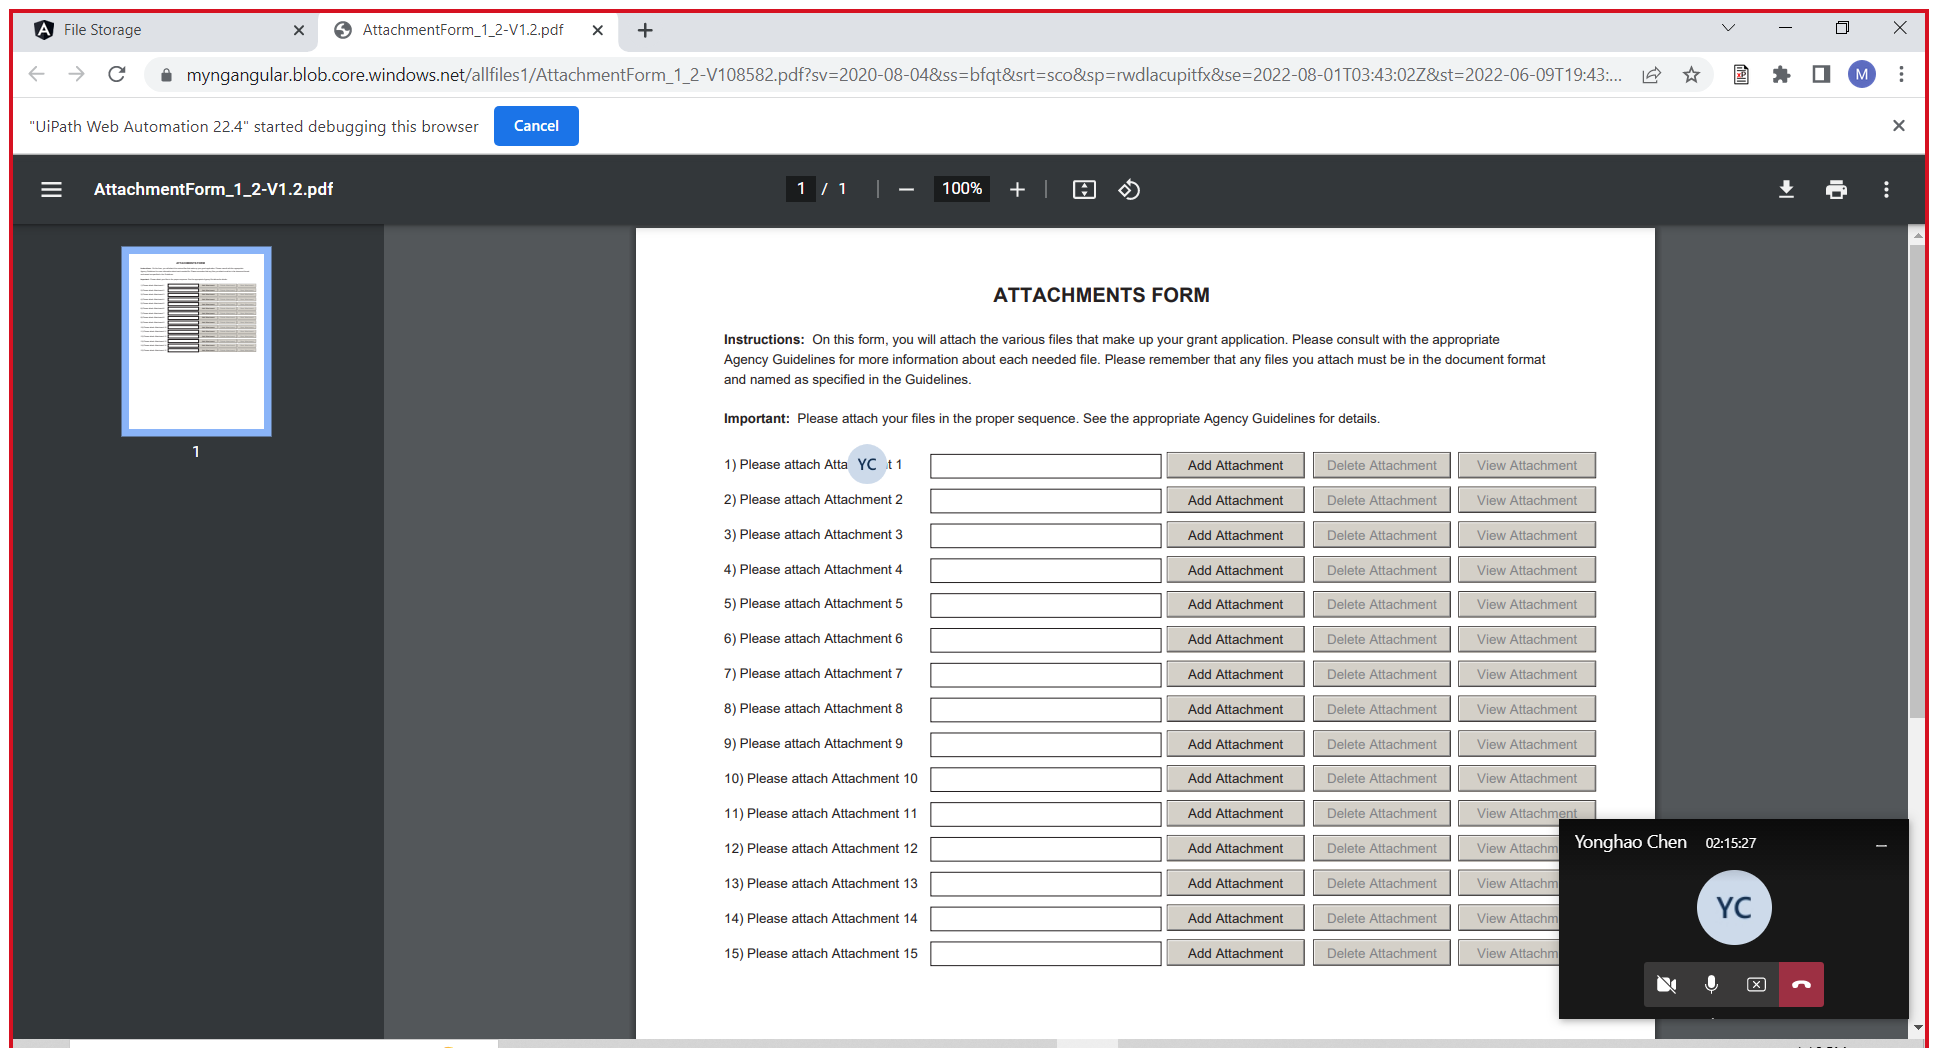 File Storage
AttachmentForm_1_2-V1.2.pdf
myngangular.blob.core.windows.net/allfiles1/AttachmentForm_1_2-V108582.pdf?sv=2020-08-04&ss=bfqt&srt=sco&sp=rwdlacupitfx&se=2022-08-01T03:43:02Z&st=2022-06-09T19:43:...
M
"UiPath Web Automation 22.4" started debugging this browser
Cancel
AttachmentForm_1_2-V1.2.pdf
1 / 1
100%
1
ATTACHMENTS FORM
Instructions: On this form, you will attach the various files that make up your grant application. Please consult with the appropriate
Agency Guidelines for more information about each needed file. Please remember that any files you attach must be in the document format
and named as specified in the Guidelines.
Important: Please attach your files in the proper sequence. See the appropriate Agency Guidelines for details.
1) Please attach Atta YC t 1 Add Attachment Delete Attachment View Attachment
2) Please attach Attachment 2 Add Attachment Delete Attachment View Attachment
3) Please attach Attachment 3 Add Attachment Delete Attachment View Attachment
4) Please attach Attachment 4 Add Attachment Delete Attachment View Attachment
5) Please attach Attachment 5 Add Attachment Delete Attachment View Attachment
6) Please attach Attachment 6 Add Attachment Delete Attachment View Attachment
7) Please attach Attachment 7 Add Attachment Delete Attachment View Attachment
8) Please attach Attachment 8 Add Attachment Delete Attachment View Attachment
9) Please attach Attachment 9 Add Attachment Delete Attachment View Attachment
10) Please attach Attachment 10 Add Attachment Delete Attachment View Attachment
11) Please attach Attachment 11 Add Attachment Delete Attachment View Attachment
12) Please attach Attachment 12 Add Attachment Delete Attachment View Attachm
13) Please attach Attachment 13 Add Attachment Delete Attachment View Attachm
14) Please attach Attachment 14 Add Attachment Delete Attachment View Attachm
15) Please attach Attachment 15 Add Attachment Delete Attachment View Attachm
Yonghao Chen 02:15:27
YC